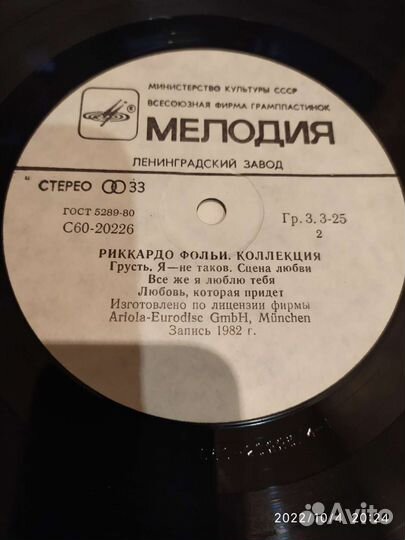 МИНИСТЕРСТВО КУЛЬТУРЫ СССР
ВСЕСОЮЗНАЯ ФИРМА ГРАМПЛАСТИНОК
МЕЛОДИЯ
ЛЕНИНГРАДСКИЙ ЗАВОД
СТЕРЕО 33
ГОСТ 5289-80
С60-20226
Гр. 3. 3-25
2
РИККАРДО ФОЛЬИ. КОЛЛЕКЦИЯ
Грусть. Я—не таков. Сцена любви
Все же я люблю тебя
Любовь, которая придет
Изготовлено по лицензии фирмы
Ariola-Eurodisc GmbH, München
Запись 1982 г.
2022/10/4 20:24
Avito